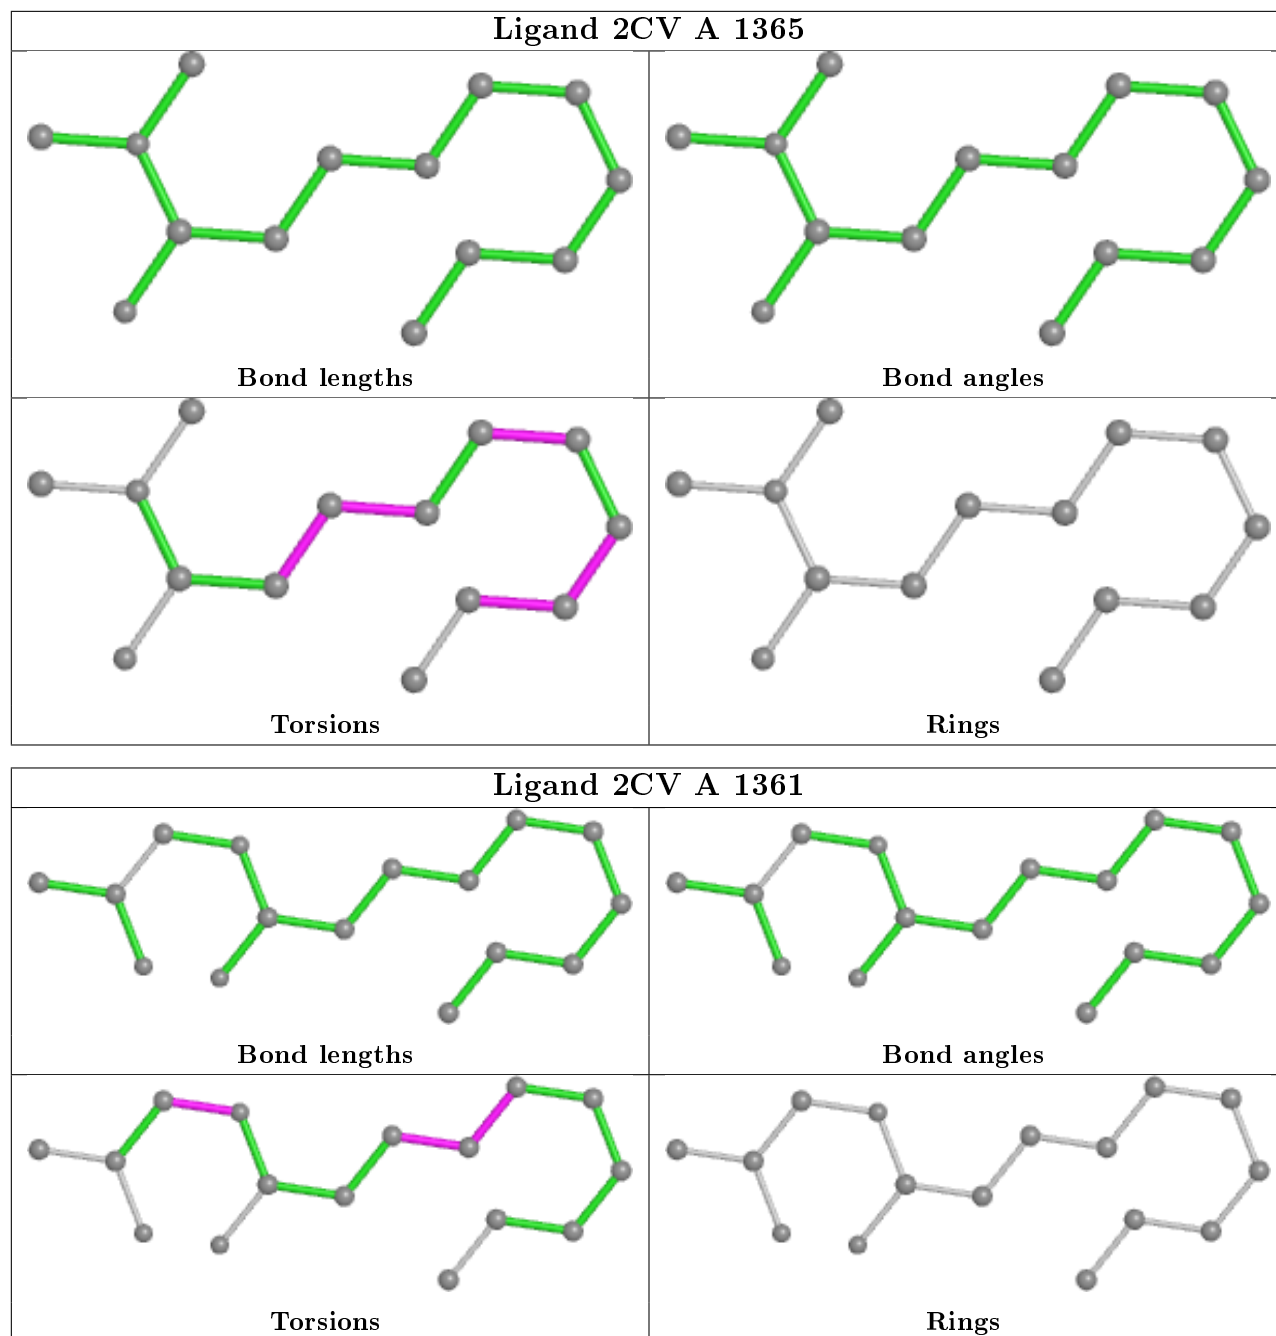 Ligand 2CV A 1365
Bond lengths
Bond angles
Torsions
Rings
Ligand 2CV A 1361
Bond lengths
Bond angles
Torsions
Rings